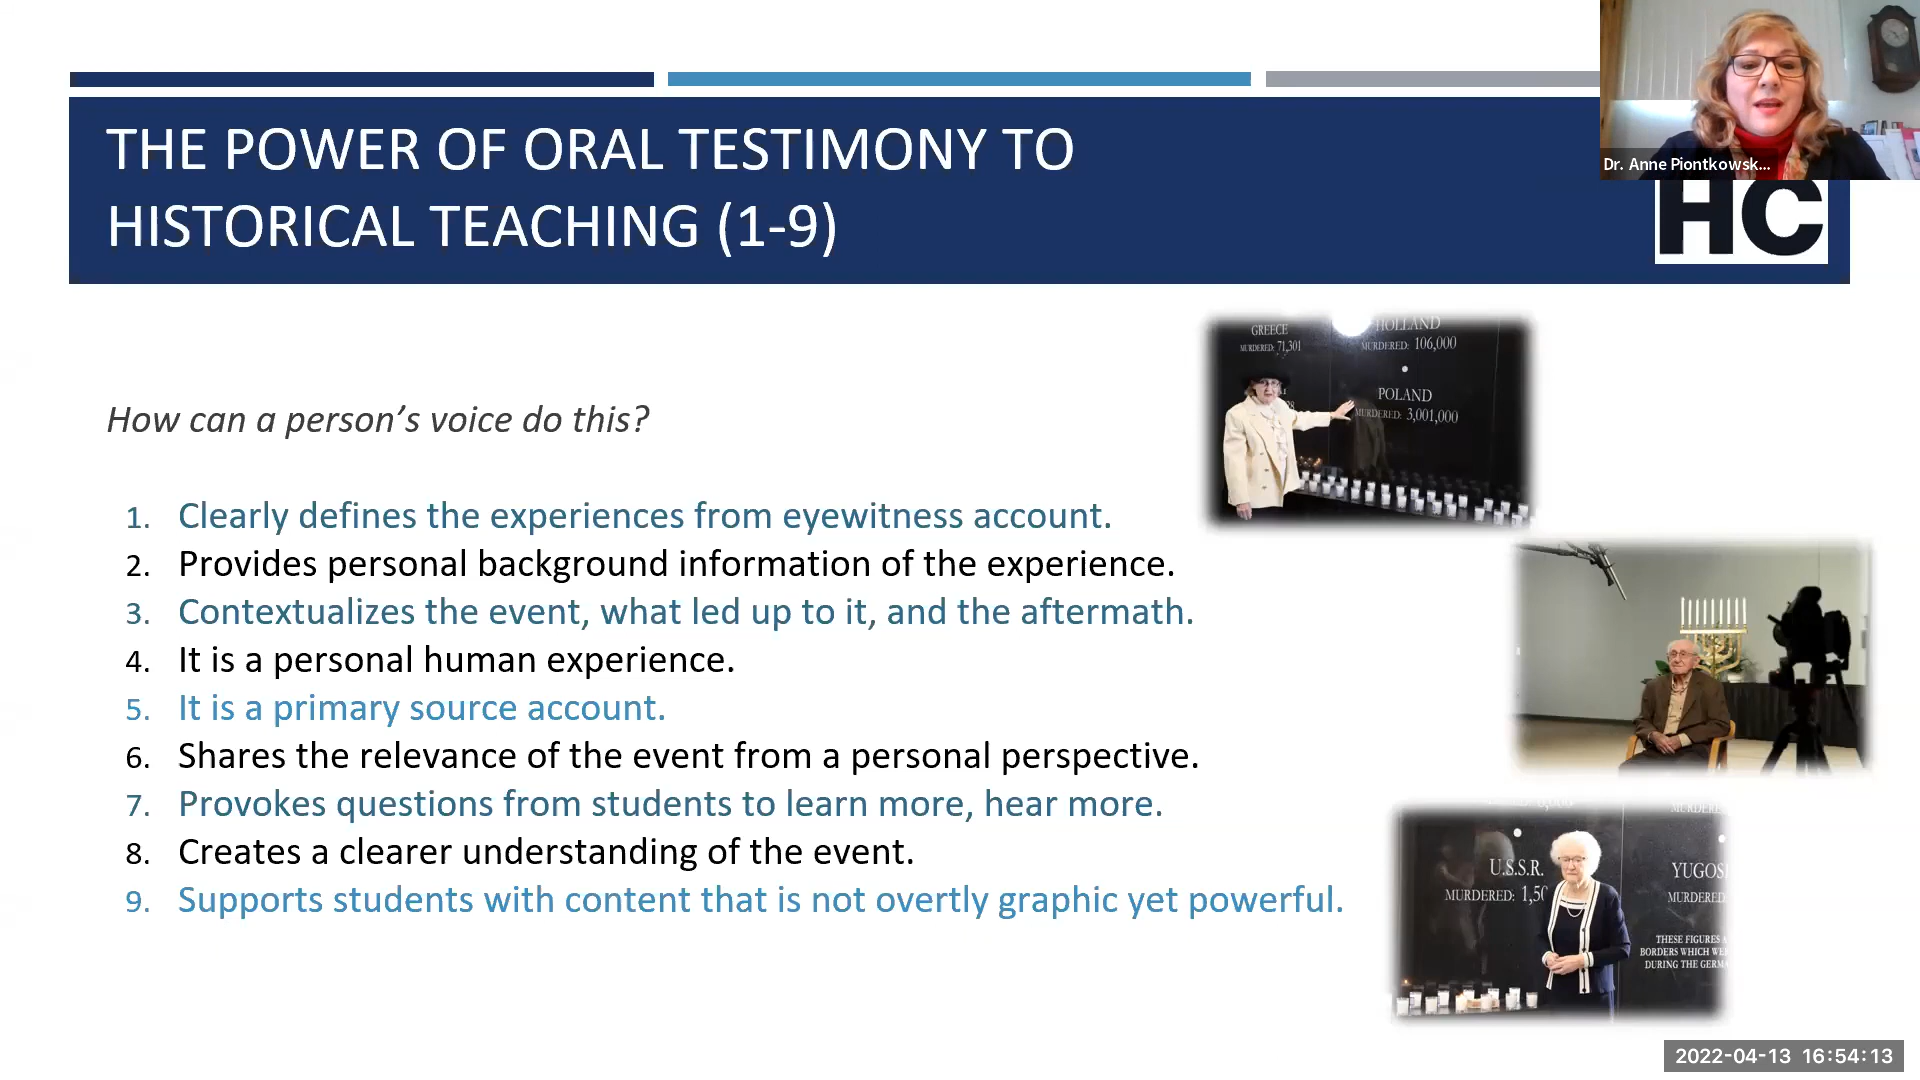 Dr. Anne Piontkowsk...
THE POWER OF ORAL TESTIMONY TO
HISTORICAL TEACHING (1-9)
HC
How can a person’s voice do this?
1. Clearly defines the experiences from eyewitness account.
2. Provides personal background information of the experience.
3. Contextualizes the event, what led up to it, and the aftermath.
4. It is a personal human experience.
5. It is a primary source account.
6. Shares the relevance of the event from a personal perspective.
7. Provokes questions from students to learn more, hear more.
8. Creates a clearer understanding of the event.
9. Supports students with content that is not overtly graphic yet powerful.
GREECE
MURDERED: 71,301
HOLLAND
MURDERED: 106,000
POLAND
MURDERED: 3,001,000
MURDERE
U.S.S.R.
MURDERED: 1,50
YUGOS
MURDERED
THESE FIGURES A
BORDERS WHICH WE
DURING THE GERM
2022-04-13 16:54:13